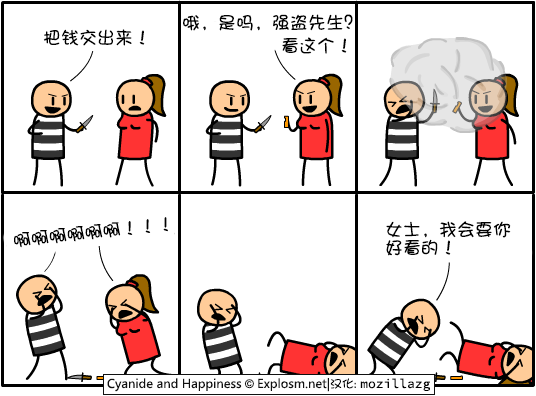 把钱交出来！
哦，是吗，强盗先生？
看这个！
啊啊啊啊啊啊！！！
女士，我会要你
好看的！
Cyanide and Happiness © Explosm.net|汉化: mozillazg